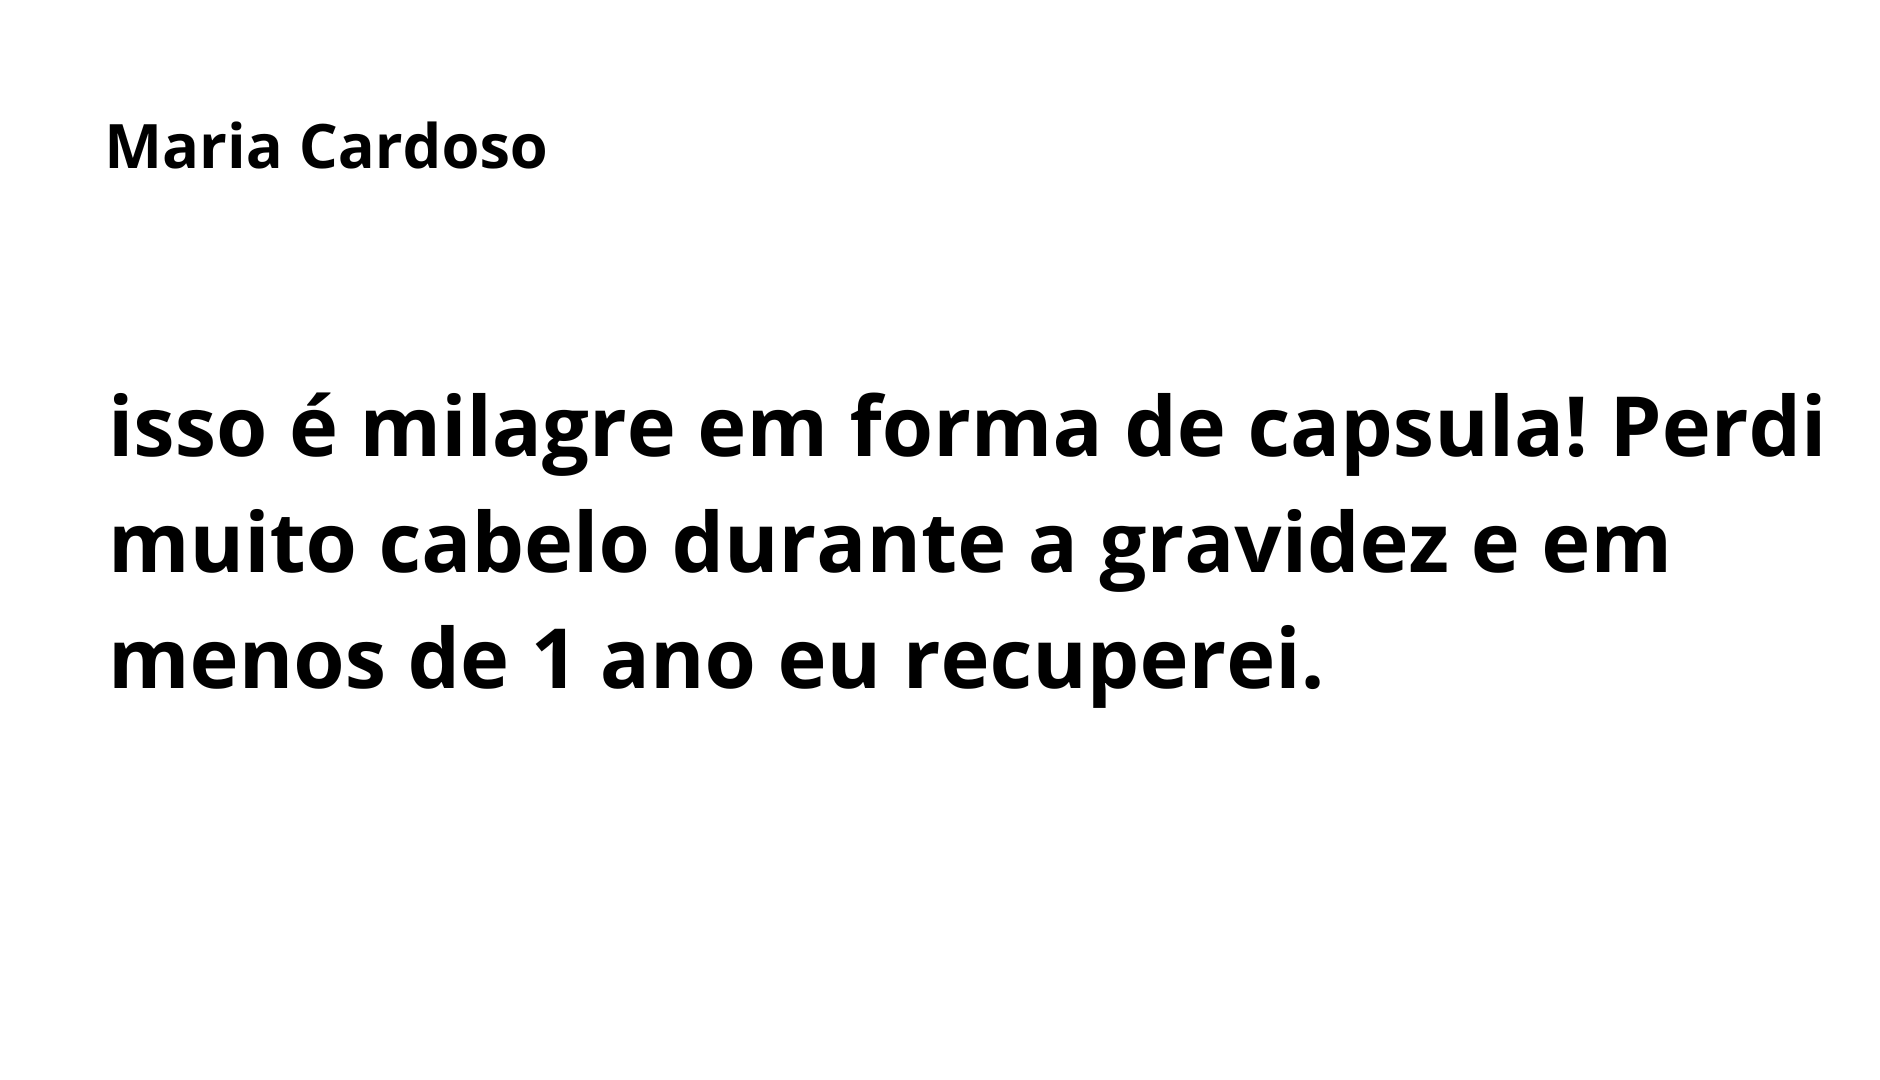 Maria Cardoso
isso é milagre em forma de capsula! Perdi
muito cabelo durante a gravidez e em
menos de 1 ano eu recuperei.